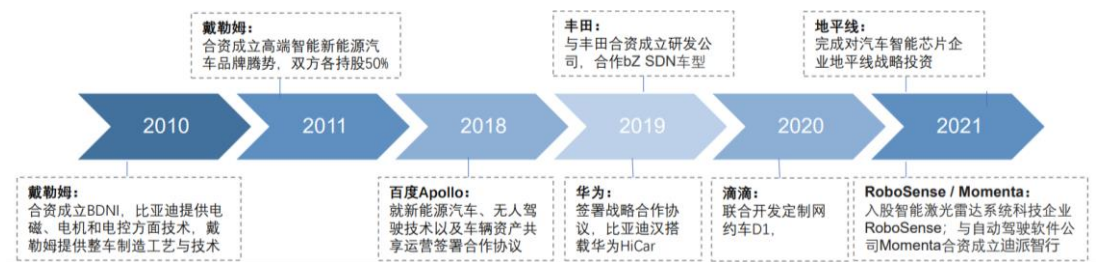 戴勒姆：
合资成立高端智能新能源汽
车品牌腾势，双方各持股50%
丰田：
与丰田合资成立研发公
司，合作bZ SDN车型
地平线：
完成对汽车智能芯片企
业地平线战略投资
2010
2011
2018
2019
2020
2021
戴勒姆：
合资成立BDNI，比亚迪提供电
磁、电机和电控方面技术，戴
勒姆提供整车制造工艺与技术
百度Apollo：
就新能源汽车、无人驾
驶技术以及车辆资产共
享运营签署合作协议
华为：
签署战略合作协
议，比亚迪汉搭
载华为HiCar
滴滴：
联合开发定制网
约车D1，
RoboSense / Momenta：
入股智能激光雷达系统科技企业
RoboSense；与自动驾驶软件公
司Momenta合资成立迪派智行